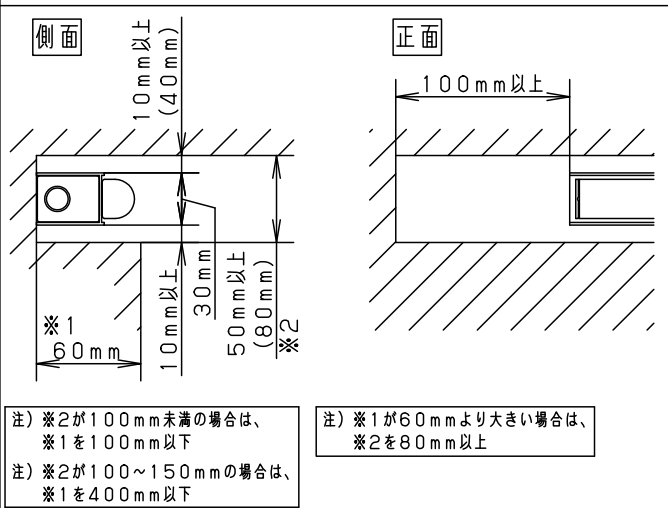 側面
正面
10mm以上
(40mm)
100mm以上
※1
60mm
10mm以上
30mm
50mm以上
(80mm)
※2
注)※2が100mm未満の場合は、
※1を100mm以下
注)※2が100~150mmの場合は、
※1を400mm以下
注)※1が60mmより大きい場合は、
※2を80mm以上